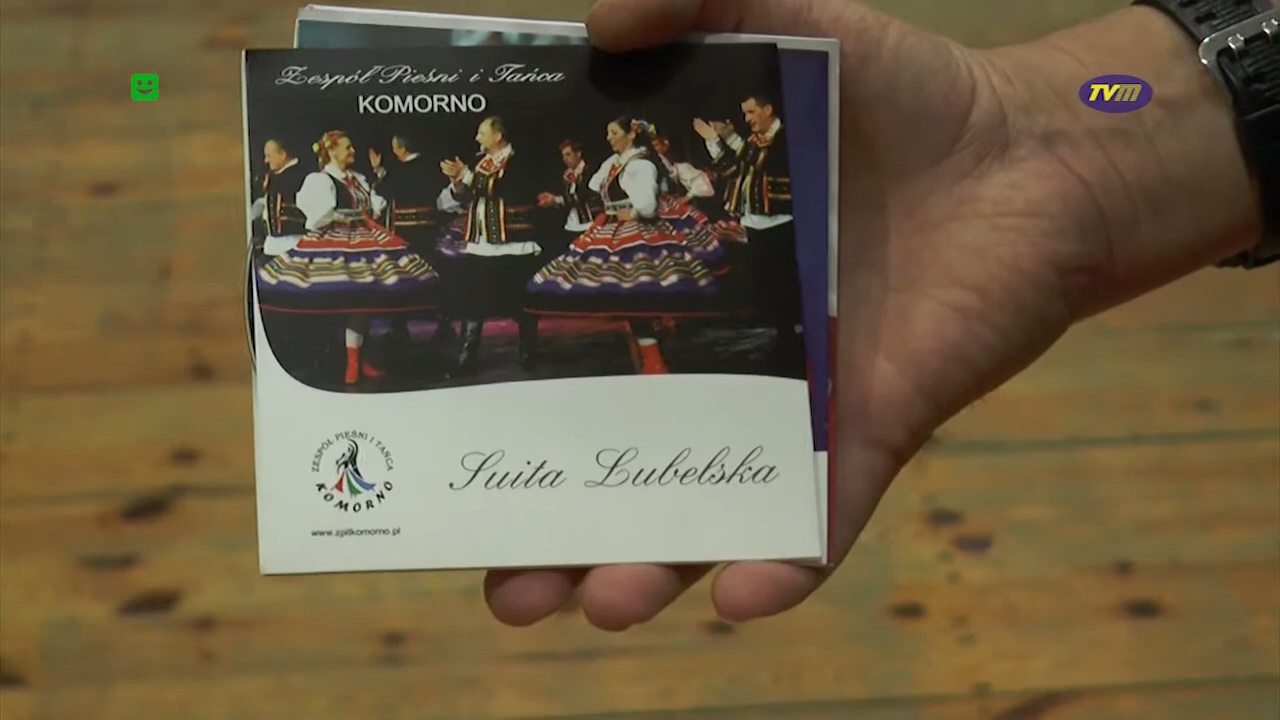 Zespół Pieśni i Tańca
KOMORNO
TVM
ZESPÓŁ PIEŚNI I TAŃCA
KOMORNO
Suita Lubelska
www.zpitkomorno.pl